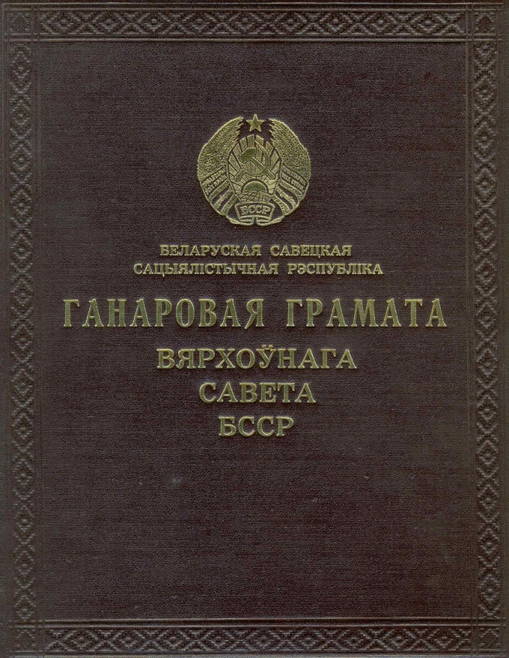 БССР
БЕЛАРУСКАЯ САВЕЦКАЯ
САЦЫЯЛІСТЫЧНАЯ РЭСПУБЛІКА
ГАНАРОВАЯ ГРАМАТА
ВЯРХОЎНАГА
САВЕТА
БССР